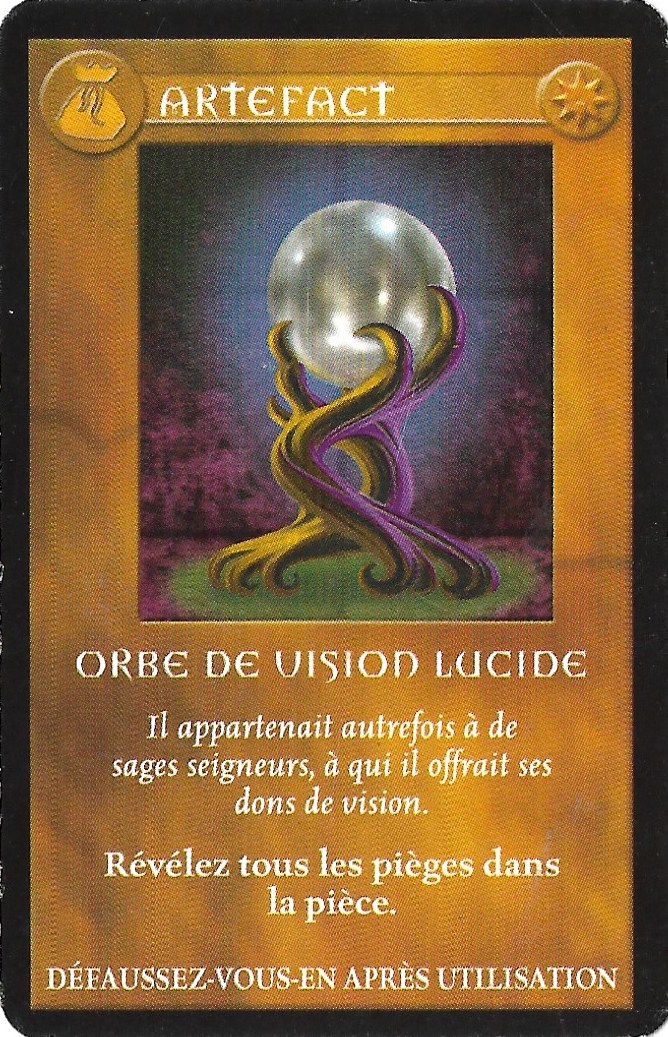 ARTEFACT
ORBE DE VISION LUCIDE
Il appartenait autrefois à de
sages seigneurs, à qui il offrait ses
dons de vision.
Révélez tous les pièges dans
la pièce.
DÉFAUSSEZ-VOUS-EN APRÈS UTILISATION